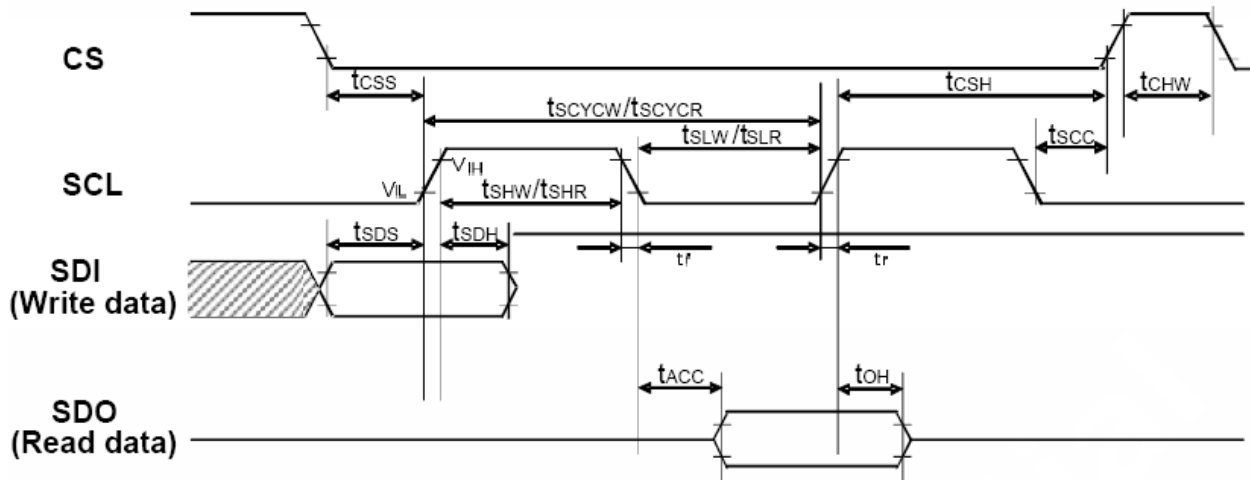 CS
tCSS
tCSH
tCHW
tSCYCW/tSCYCR
tSLW/tSLR
tSCC
SCL
VIL
VIH
tSHW/tSHR
tSDS
tSDH
tf
tr
SDI
(Write data)
tACC
tOH
SDO
(Read data)